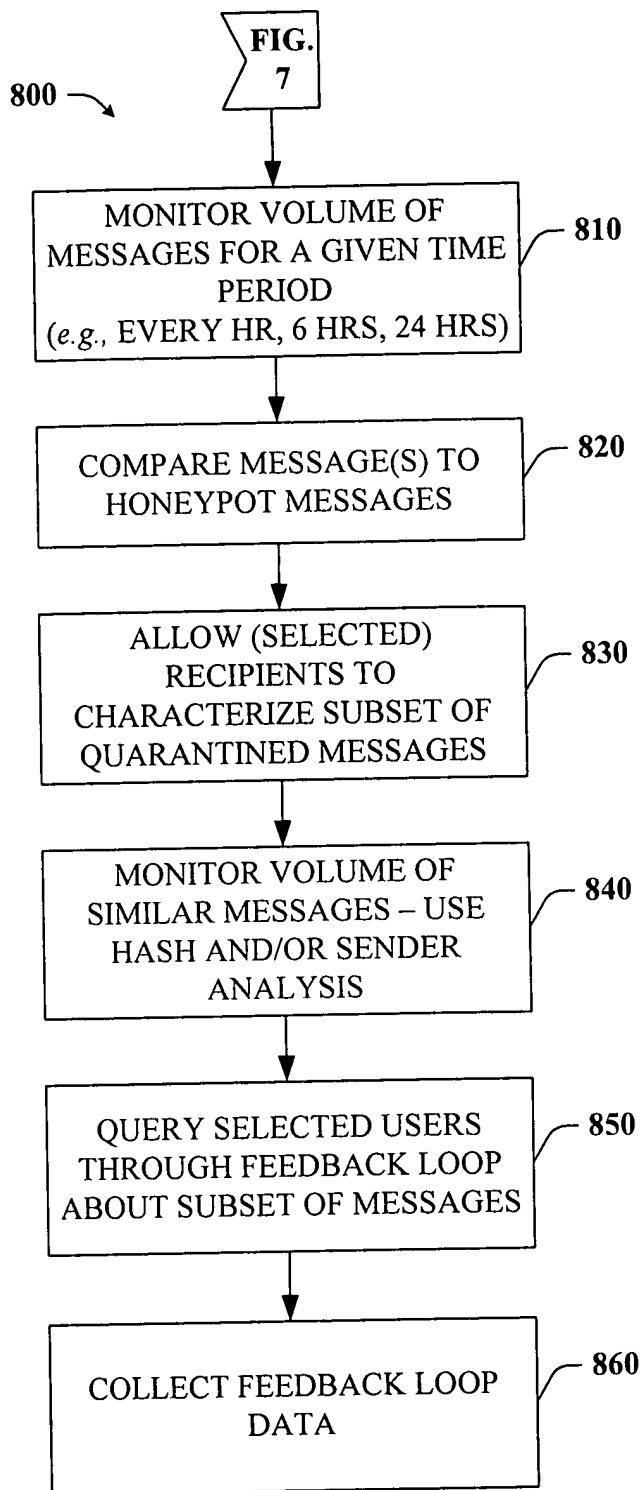 FIG.
7
800
MONITOR VOLUME OF
MESSAGES FOR A GIVEN TIME
PERIOD
(e.g., EVERY HR, 6 HRS, 24 HRS)
810
COMPARE MESSAGE(S) TO
HONEYPOT MESSAGES
820
ALLOW (SELECTED)
RECIPIENTS TO
CHARACTERIZE SUBSET OF
QUARANTINED MESSAGES
830
MONITOR VOLUME OF
SIMILAR MESSAGES – USE
HASH AND/OR SENDER
ANALYSIS
840
QUERY SELECTED USERS
THROUGH FEEDBACK LOOP
ABOUT SUBSET OF MESSAGES
850
COLLECT FEEDBACK LOOP
DATA
860